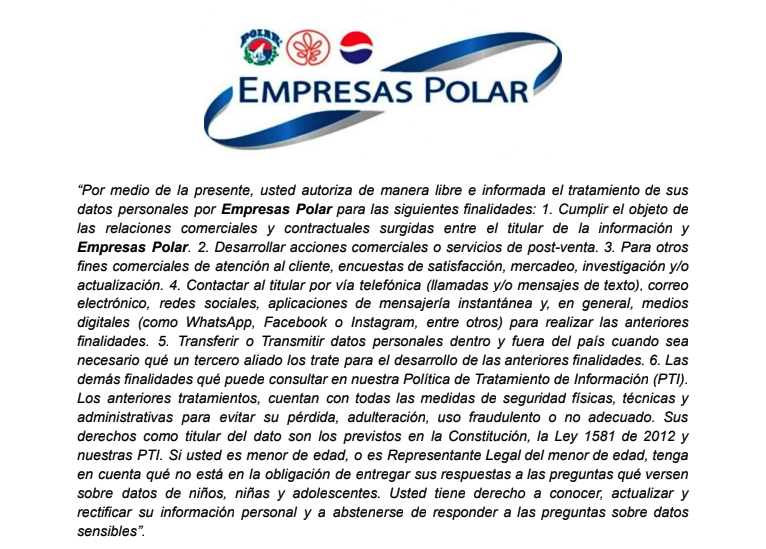 POLAR
EMPRESAS POLAR
“Por medio de la presente, usted autoriza de manera libre e informada el tratamiento de sus
datos personales por Empresas Polar para las siguientes finalidades: 1. Cumplir el objeto de
las relaciones comerciales y contractuales surgidas entre el titular de la información y
Empresas Polar. 2. Desarrollar acciones comerciales o servicios de post-venta. 3. Para otros
fines comerciales de atención al cliente, encuestas de satisfacción, mercadeo, investigación y/o
actualización. 4. Contactar al titular por vía telefónica (llamadas y/o mensajes de texto), correo
electrónico, redes sociales, aplicaciones de mensajería instantánea y, en general, medios
digitales (como WhatsApp, Facebook o Instagram, entre otros) para realizar las anteriores
finalidades. 5. Transferir o Transmitir datos personales dentro y fuera del país cuando sea
necesario qué un tercero aliado los trate para el desarrollo de las anteriores finalidades. 6. Las
demás finalidades qué puede consultar en nuestra Política de Tratamiento de Información (PTI).
Los anteriores tratamientos, cuentan con todas las medidas de seguridad físicas, técnicas y
administrativas para evitar su pérdida, adulteración, uso fraudulento o no adecuado. Sus
derechos como titular del dato son los previstos en la Constitución, la Ley 1581 de 2012 y
nuestras PTI. Si usted es menor de edad, o es Representante Legal del menor de edad, tenga
en cuenta qué no está en la obligación de entregar sus respuestas a las preguntas qué versen
sobre datos de niños, niñas y adolescentes. Usted tiene derecho a conocer, actualizar y
rectificar su información personal y a abstenerse de responder a las preguntas sobre datos
sensibles”.